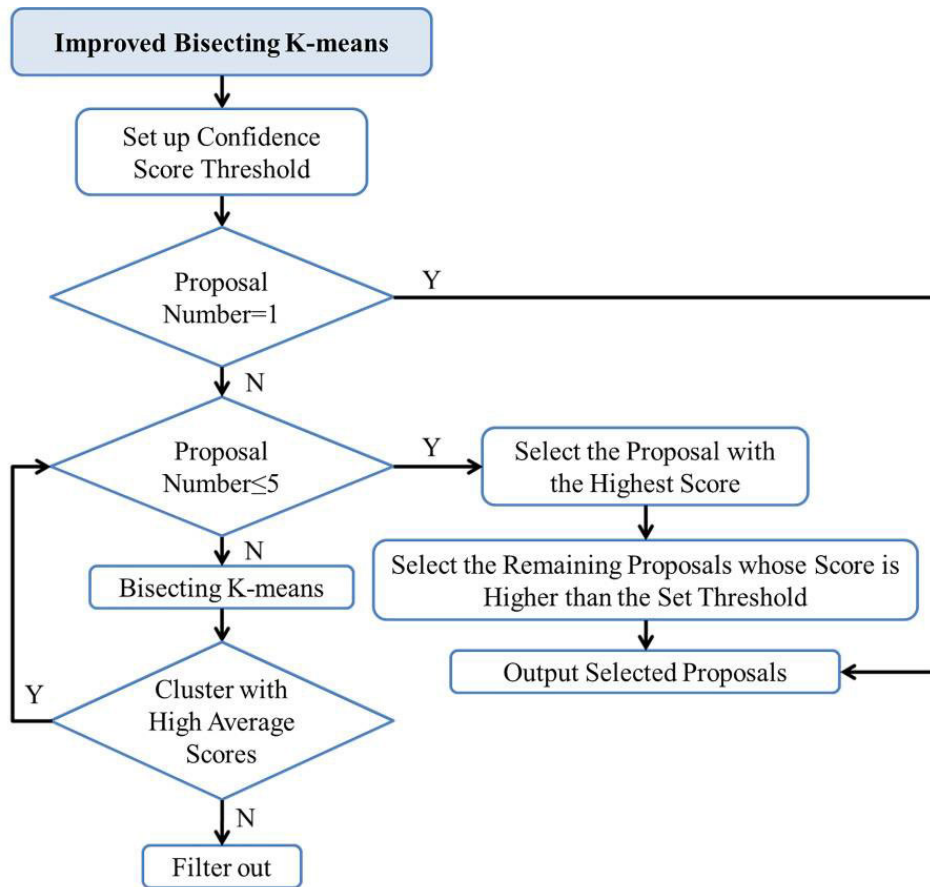 Improved Bisecting K-means
Set up Confidence
Score Threshold
Proposal
Number=1
Y
N
Proposal
Number≤5
Y
Select the Proposal with
the Highest Score
N
Select the Remaining Proposals whose Score is
Higher than the Set Threshold
Bisecting K-means
Output Selected Proposals
Y
Cluster with
High Average
Scores
N
Filter out